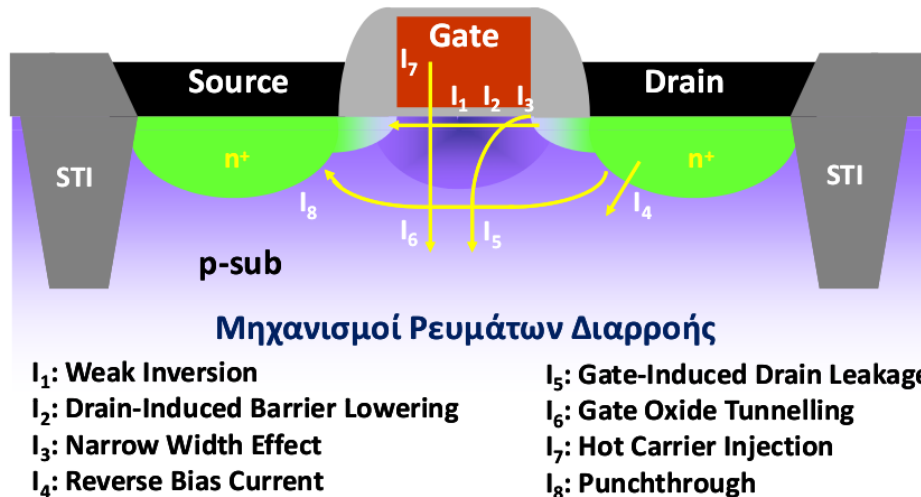 Gate
I₇
Source
I₁ I₂ I₃
Drain
n⁺
n⁺
STI
STI
I₈
I₄
I₆
I₅
p-sub
Μηχανισμοί Ρευμάτων Διαρροής
I₁: Weak Inversion
I₂: Drain-Induced Barrier Lowering
I₃: Narrow Width Effect
I₄: Reverse Bias Current
I₅: Gate-Induced Drain Leakage
I₆: Gate Oxide Tunnelling
I₇: Hot Carrier Injection
I₈: Punchthrough